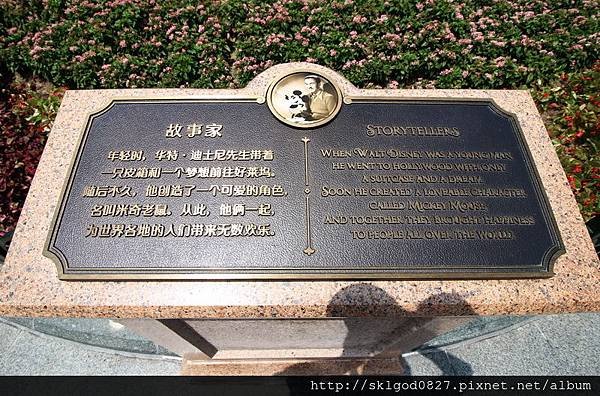 故事家
年轻时，华特·迪士尼先生带着
一只皮箱和一个梦想前往好莱坞。
随后不久，他创造了一个可爱的角色，
名叫米奇老鼠。从此，他俩一起，
为世界各地的人们带来无数欢乐。
STORYTELLERS
WHEN WALT DISNEY WAS A YOUNG MAN,
HE WENT TO HOLLYWOOD WITH ONLY
A SUITCASE AND A DREAM.
SOON HE CREATED A LOVEABLE CHARACTER
CALLED MICKEY MOUSE
AND TOGETHER THEY BROUGHT HAPPINESS
TO PEOPLE ALL OVER THE WORLD.
http://sklgod0827.pixnet.net/album